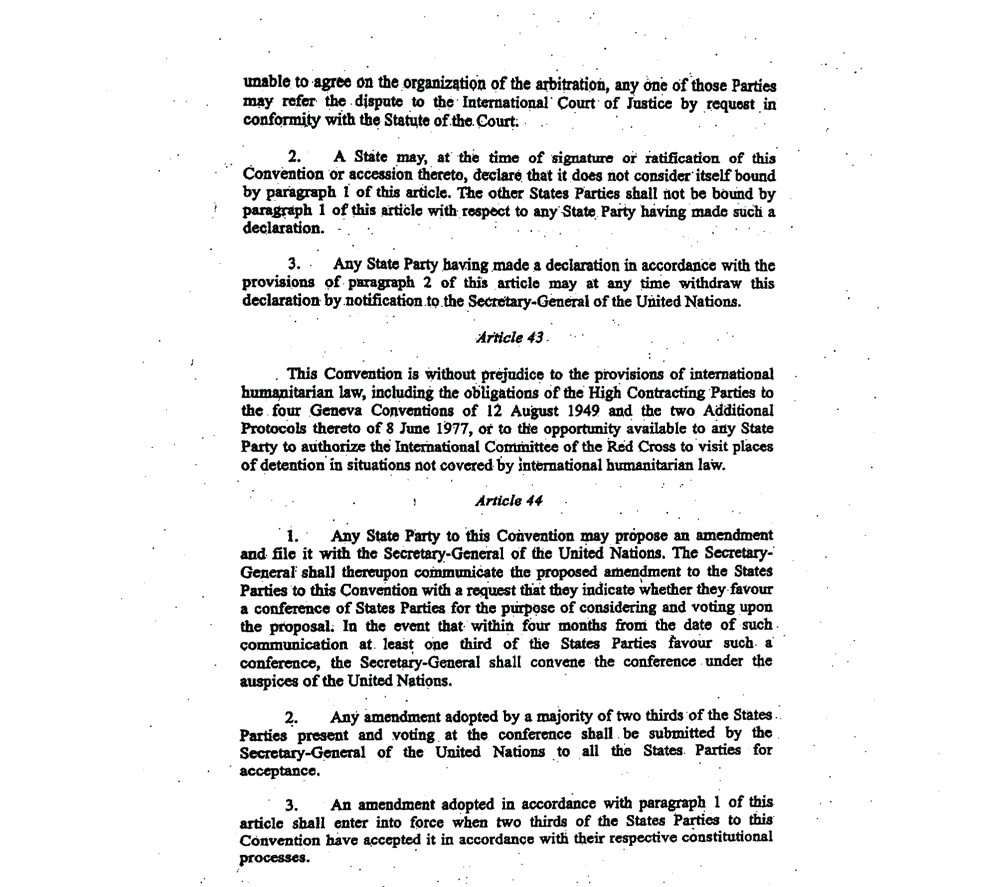 unable to agree on the organization of the arbitration, any one of those Parties
may refer the dispute to the International Court of Justice by request in
conformity with the Statute of the Court.
2. A State may, at the time of signature or ratification of this
Convention or accession thereto, declare that it does not consider itself bound
by paragraph 1 of this article. The other States Parties shall not be bound by
paragraph 1 of this article with respect to any State Party having made such a
declaration.
3. Any State Party having made a declaration in accordance with the
provisions of paragraph 2 of this article may at any time withdraw this
declaration by notification to the Secretary-General of the United Nations.
Article 43
This Convention is without prejudice to the provisions of international
humanitarian law, including the obligations of the High Contracting Parties to
the four Geneva Conventions of 12 August 1949 and the two Additional
Protocols thereto of 8 June 1977, or to the opportunity available to any State
Party to authorize the International Committee of the Red Cross to visit places
of detention in situations not covered by international humanitarian law.
Article 44
1. Any State Party to this Convention may propose an amendment
and file it with the Secretary-General of the United Nations. The Secretary-
General shall thereupon communicate the proposed amendment to the States
Parties to this Convention with a request that they indicate whether they favour
a conference of States Parties for the purpose of considering and voting upon
the proposal. In the event that within four months from the date of such
communication at least one third of the States Parties favour such a
conference, the Secretary-General shall convene the conference under the
auspices of the United Nations.
2. Any amendment adopted by a majority of two thirds of the States
Parties present and voting at the conference shall be submitted by the
Secretary-General of the United Nations to all the States Parties for
acceptance.
3. An amendment adopted in accordance with paragraph 1 of this
article shall enter into force when two thirds of the States Parties to this
Convention have accepted it in accordance with their respective constitutional
processes.